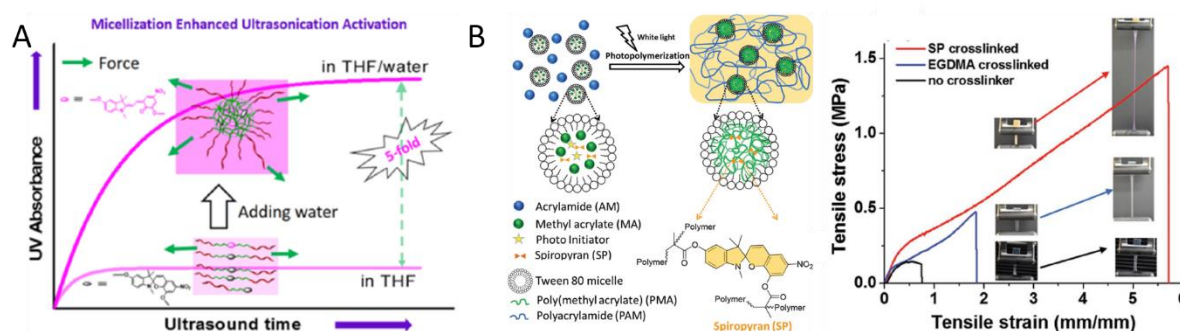 A
Micellization Enhanced Ultrasonication Activation
Force
in THF/water
5-fold
Adding water
in THF
UV Absorbance
Ultrasound time
B
White light
Photopolymerization
Acrylamide (AM)
Methyl acrylate (MA)
Photo Initiator
Spiropyran (SP)
Tween 80 micelle
Poly(methyl acrylate) (PMA)
Polyacrylamide (PAM)
Polymer
Polymer
O
O
N
O
NO₂
O
O
Polymer
Polymer
Spiropyran (SP)
SP crosslinked
EGDMA crosslinked
no crosslinker
Tensile stress (MPa)
1.5
1.0
0.5
0.0
0 1 2 3 4 5 6
Tensile strain (mm/mm)